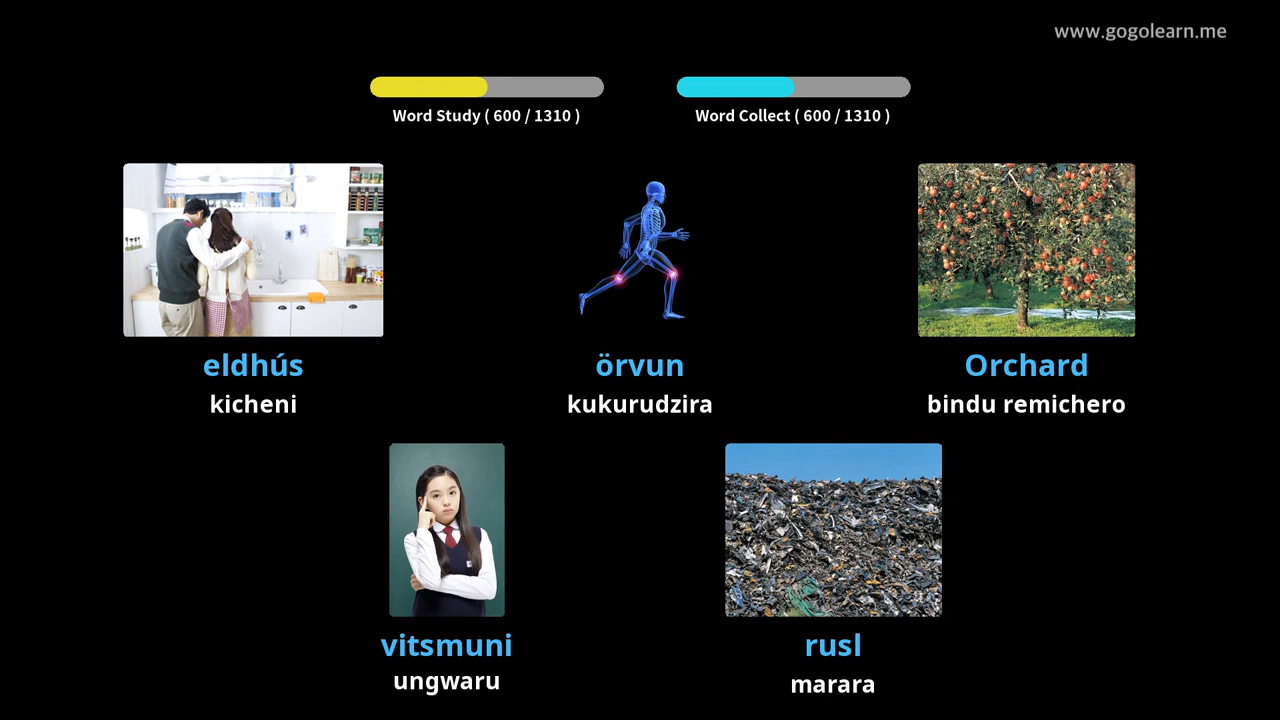 www.gogolearn.me
Word Study ( 600 / 1310 )
Word Collect ( 600 / 1310 )
eldhús
kicheni
örvun
kukurudzira
Orchard
bindu remichero
vitsmuni
ungwaru
rusl
marara